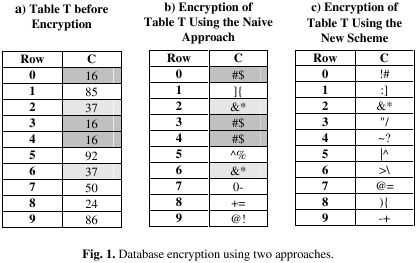 a) Table T before
Encryption
Row C
0 16
1 85
2 37
3 16
4 16
5 92
6 37
7 50
8 24
9 86
b) Encryption of
Table T Using the Naive
Approach
Row C
0 #$
1 ]{
2 &*
3 #$
4 #$
5 ^%
6 &*
7 0-
8 +=
9 @!
c) Encryption of
Table T Using the
New Scheme
Row C
0 !#
1 :]
2 &*
3 "/
4 ~?
5 |^
6 >\
7 @=
8 ){
9 -+
Fig. 1. Database encryption using two approaches.